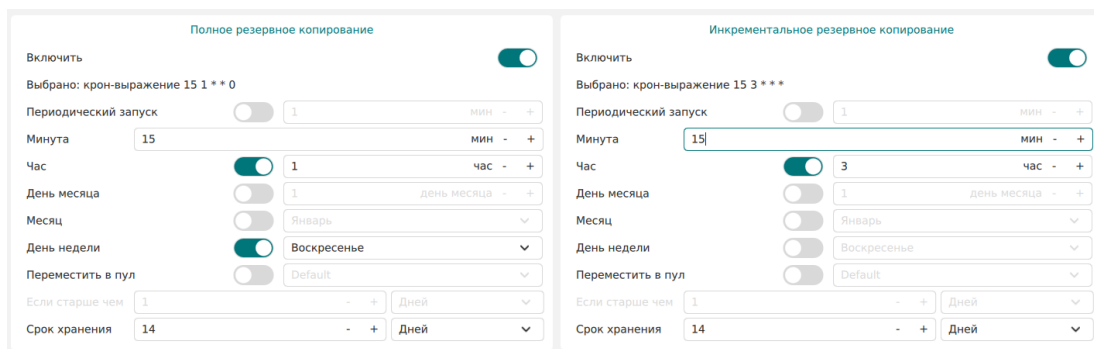 Полное резервное копирование
Включить
Выбрано: крон-выражение 15 1 * * 0
Периодический запуск 1 мин - +
Минута 15 мин - +
Час 1 час - +
День месяца 1 день месяца - +
Месяц Январь
День недели Воскресенье
Переместить в пул Default
Если старше чем 1 - + Дней
Срок хранения 14 - + Дней
Инкрементальное резервное копирование
Включить
Выбрано: крон-выражение 15 3 * * *
Периодический запуск 1 мин - +
Минута 15 мин - +
Час 3 час - +
День месяца 1 день месяца - +
Месяц Январь
День недели Воскресенье
Переместить в пул Default
Если старше чем 1 - + Дней
Срок хранения 14 - + Дней